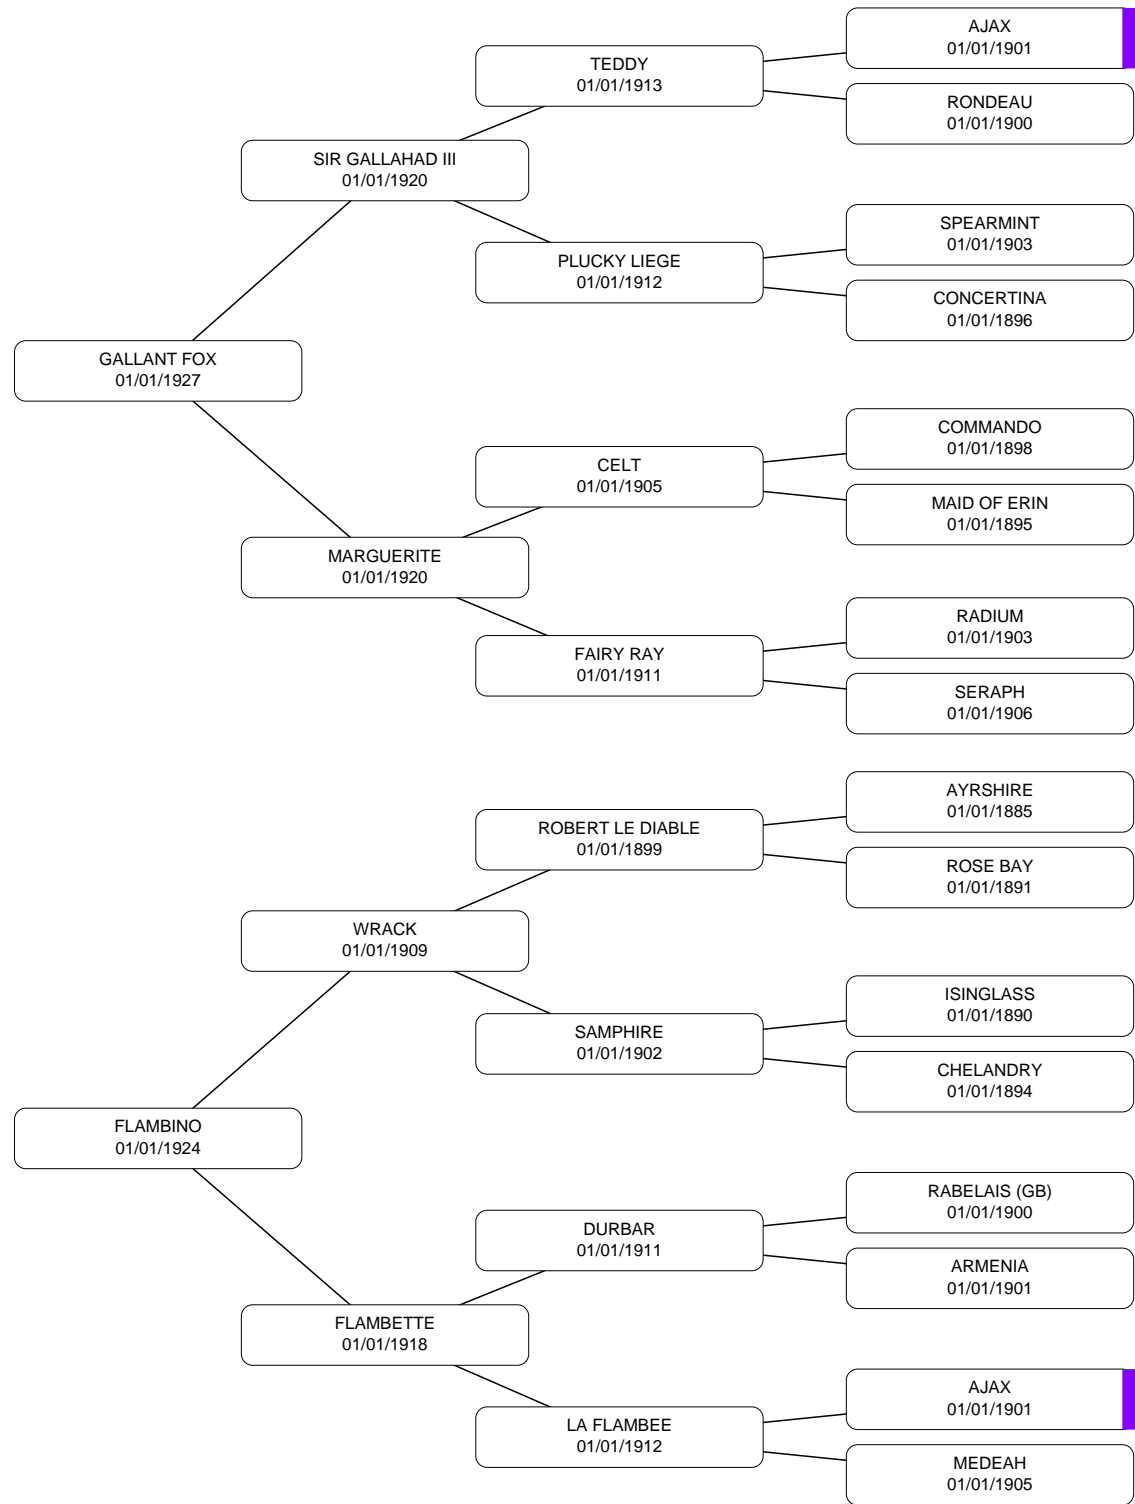 AJAX
01/01/1901
TEDDY
01/01/1913
RONDEAU
01/01/1900
SIR GALLAHAD III
01/01/1920
SPEARMINT
01/01/1903
PLUCKY LIEGE
01/01/1912
CONCERTINA
01/01/1896
GALLANT FOX
01/01/1927
COMMANDO
01/01/1898
CELT
01/01/1905
MAID OF ERIN
01/01/1895
MARGUERITE
01/01/1920
RADIUM
01/01/1903
FAIRY RAY
01/01/1911
SERAPH
01/01/1906
AYRSHIRE
01/01/1885
ROBERT LE DIABLE
01/01/1899
ROSE BAY
01/01/1891
WRACK
01/01/1909
ISINGLASS
01/01/1890
SAMPHIRE
01/01/1902
CHELANDRY
01/01/1894
FLAMBINO
01/01/1924
RABELAIS (GB)
01/01/1900
DURBAR
01/01/1911
ARMENIA
01/01/1901
FLAMBETTE
01/01/1918
AJAX
01/01/1901
LA FLAMBEE
01/01/1912
MEDEAH
01/01/1905